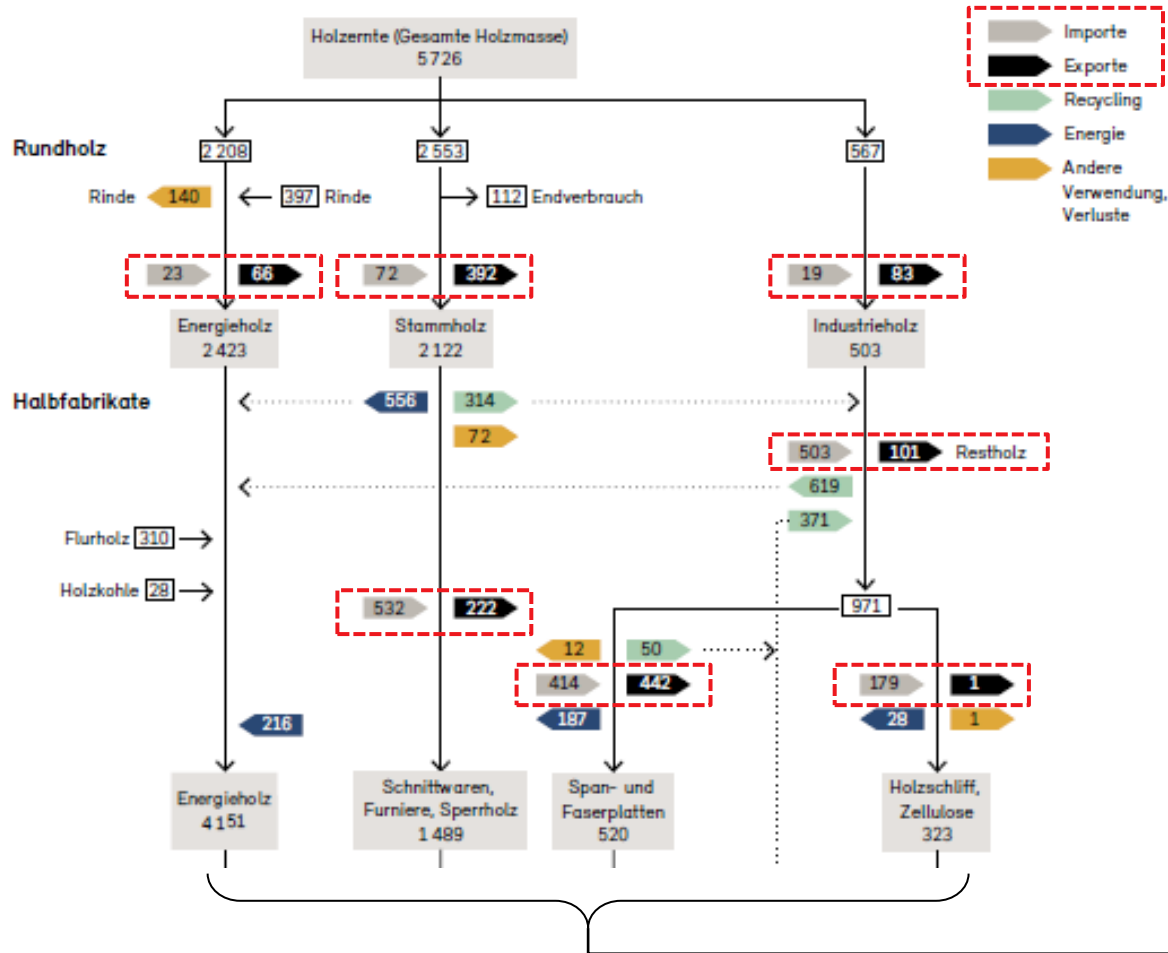 Holzernte (Gesamte Holzmasse)
5726
Importe
Exporte
Recycling
Energie
Andere
Verwendung,
Verluste
Rundholz
2 208
2 553
567
Rinde
140
397
Rinde
112
Endverbrauch
23
66
72
392
19
83
Energieholz
2 423
Stammholz
2 122
Industrieholz
503
Halbfabrikate
556
314
72
503
101
Restholz
619
371
Flurholz
310
Holzkohle
28
532
222
971
12
50
414
442
179
1
187
28
1
216
Energieholz
4 151
Schnittwaren,
Furniere, Sperrholz
1 489
Span- und
Faserplatten
520
Holzschliff,
Zellulose
323